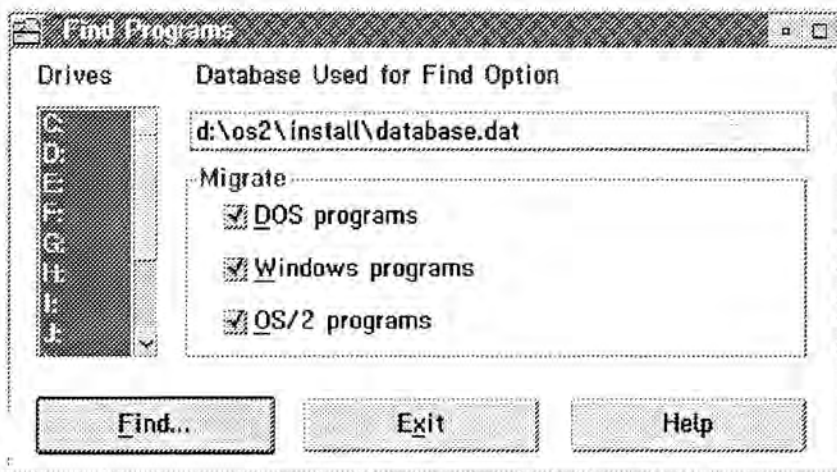 Find Programs
Drives
Database Used for Find Option
C:
D:
E:
F:
G:
H:
I:
J:
d:\os2\install\database.dat
Migrate
DOS programs
Windows programs
OS/2 programs
Find...
Exit
Help